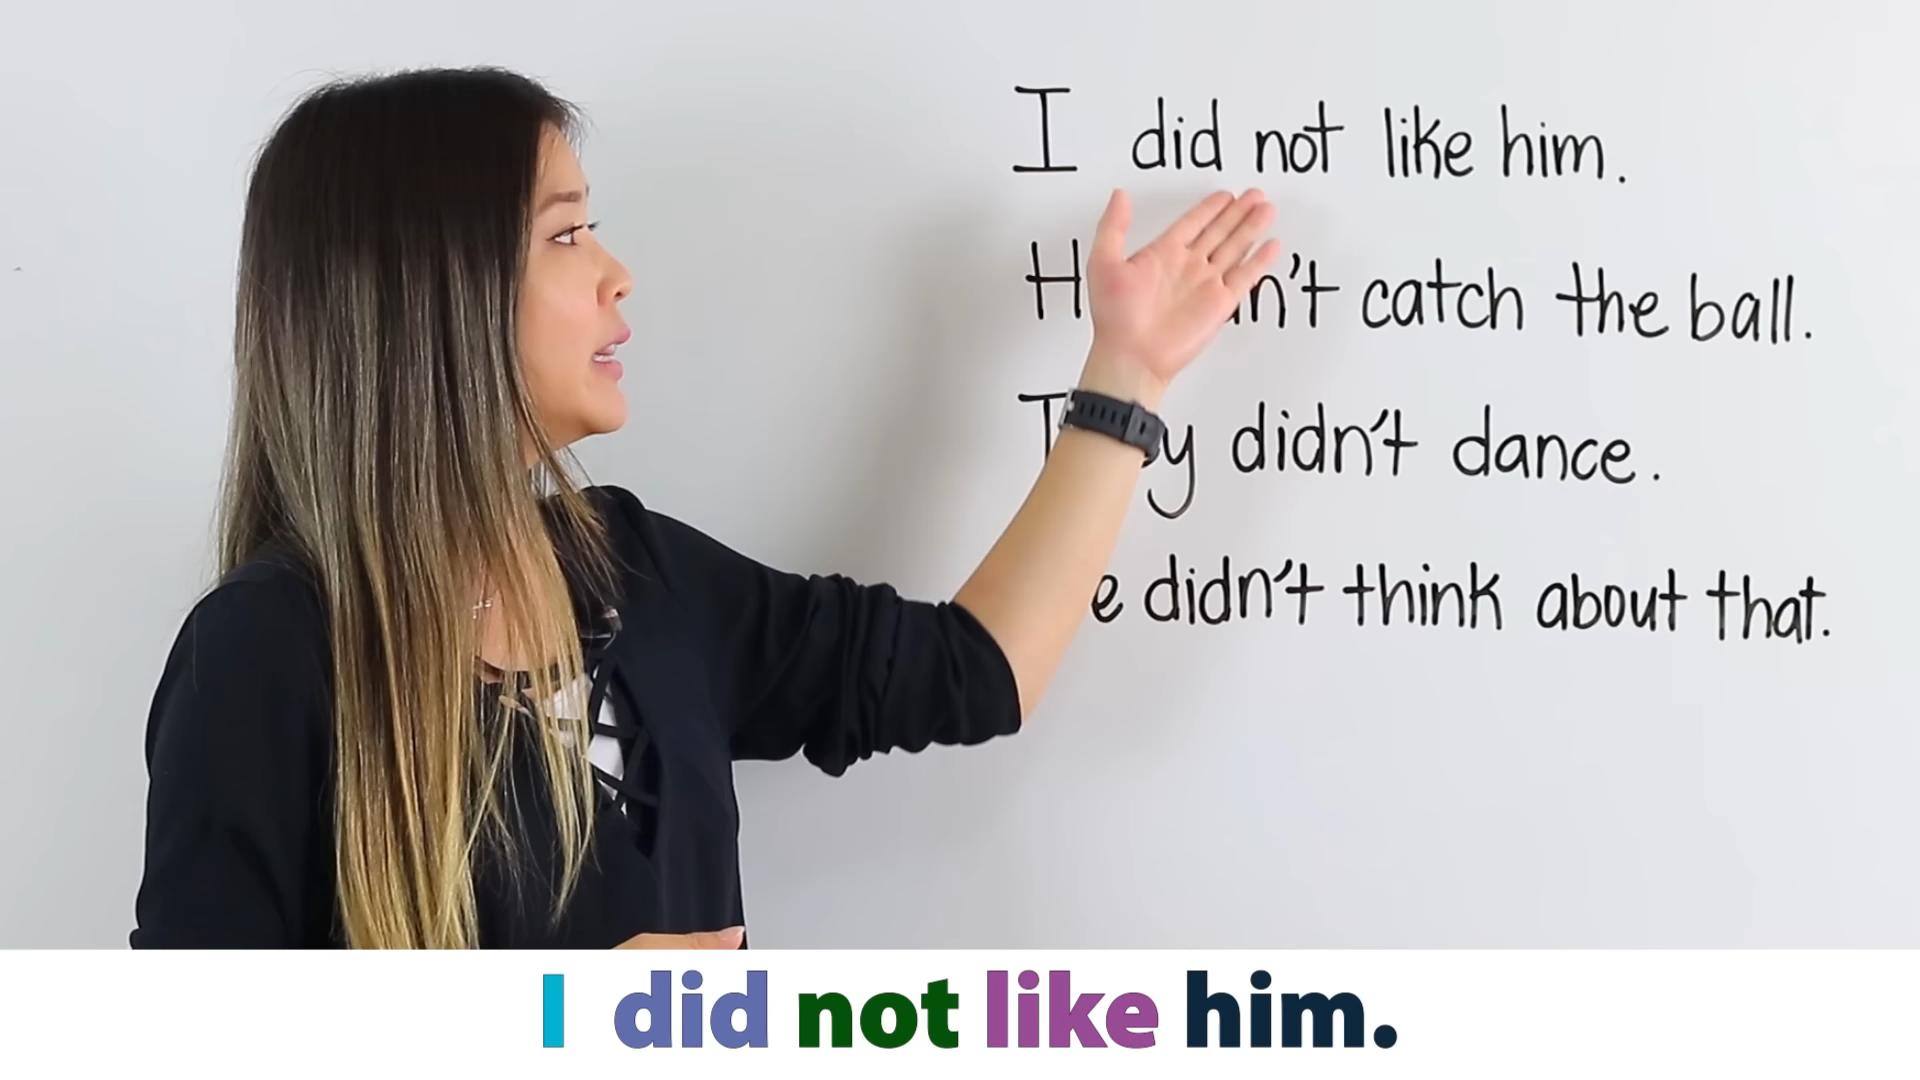 I did not like him.
catch the ball.
didn't dance.
didn't think about that.
I did not like him.